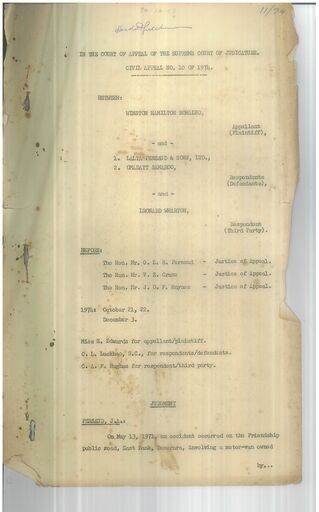 11/74
IN THE COURT OF APPEAL OF THE SUPREME COURT OF JUDICATURE.
CIVIL APPEAL NO. 10 OF 1974.
BETWEEN:
WINSTON HAMILTON
Appellant
(Plaintiff),
- and -
1. LALTA PERSAUD & SONS, LTD.,
2. OMADATT
Respondents
(Defendants),
- and -
LEONARD WHARTON,
Respondent
(Third Party).
BEFORE:
The Hon. Mr. G. L. B. Persaud - Justice of Appeal.
The Hon. Mr. V. E. Crane - Justice of Appeal.
The Hon. Mr. J. O. F. Haynes - Justice of Appeal.
1974: October 21, 22.
December 3.
Miss E. Edwards for appellant/plaintiff.
O. L. Luckhoo, S.C., for respondents/defendants.
C. A. F. Hughes for respondent/third party.
JUDGMENT
PERSAUD, J.A.:
On May 13, 1971, an accident occurred on the Friendship
public road, East Bank, Demerara, involving a motor-van owned
by...